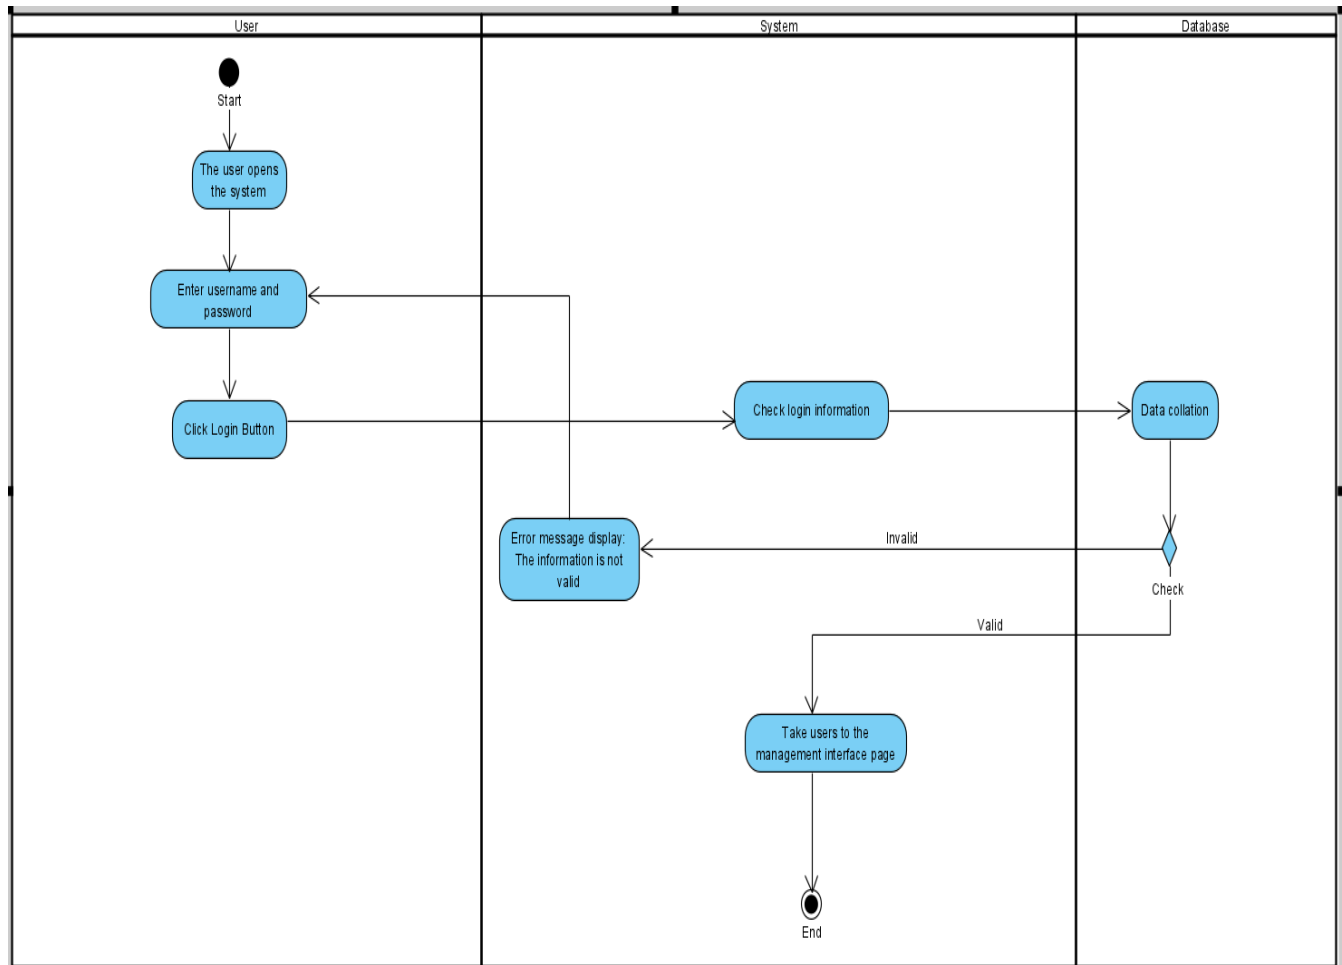 User
System
Database
Start
The user opens
the system
Enter username and
password
Click Login Button
Check login information
Data collation
Error message display:
The information is not
valid
Invalid
Check
Valid
Take users to the
management interface page
End